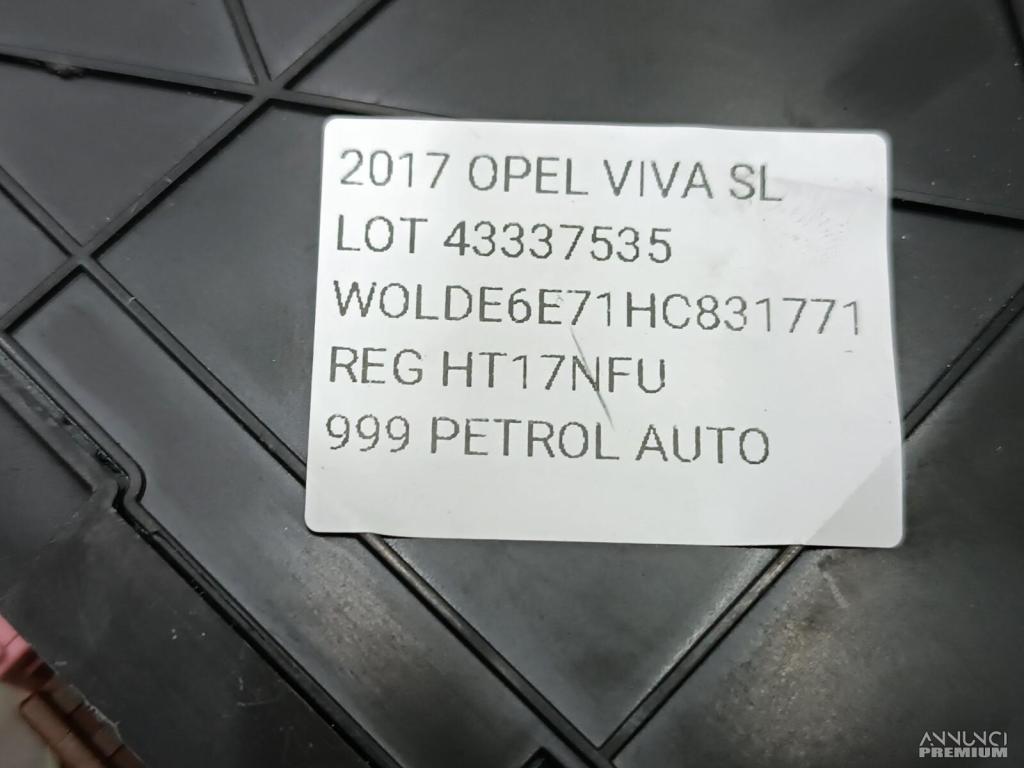 2017 OPEL VIVA SL
LOT 43337535
WOLDE6E71HC831771
REG HT17NFU
999 PETROL AUTO
ANNUNCI
PREMIUM